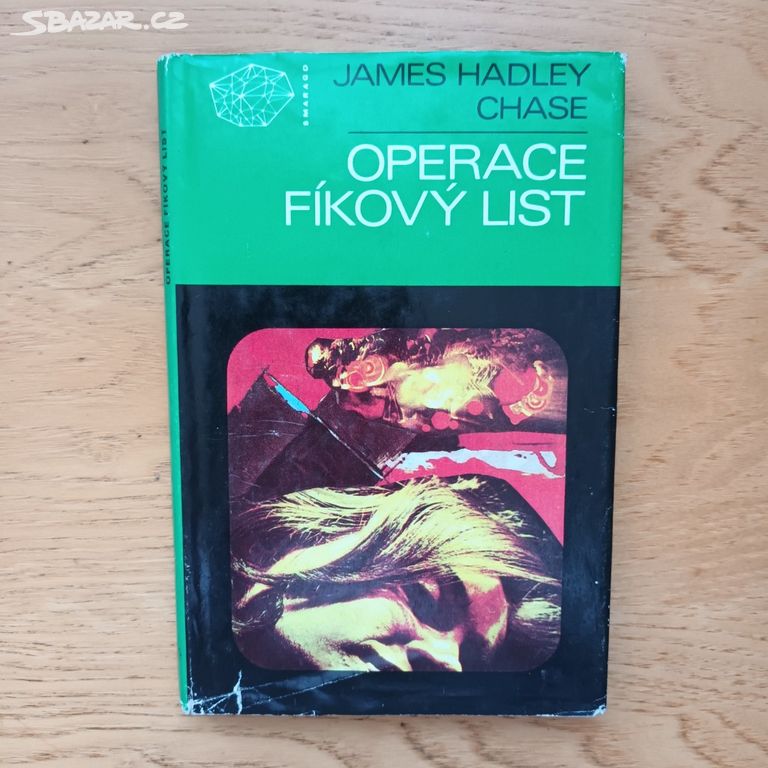 SBAZAR.CZ
SMARAGD
JAMES HADLEY
CHASE
OPERACE
FÍKOVÝ LIST
OPERACE FÍKOVÝ LIST